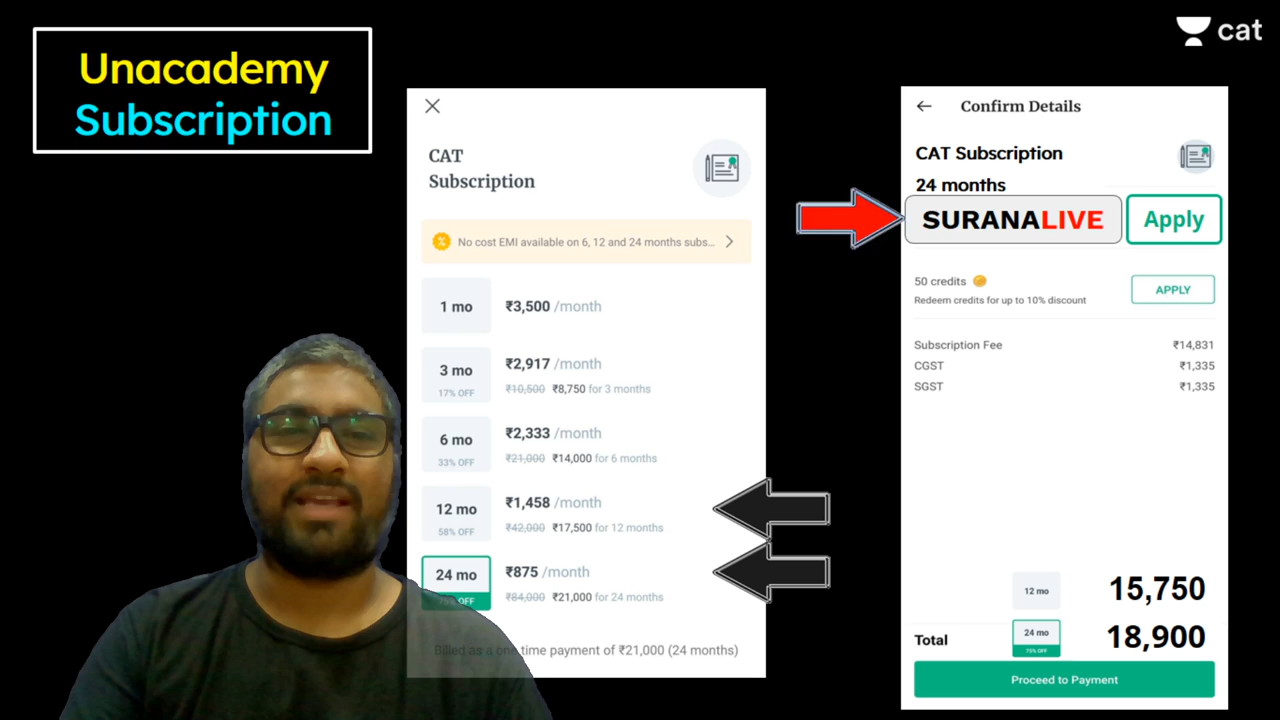 Unacademy
Subscription
cat
CAT
Subscription
No cost EMI available on 6, 12 and 24 months subs...
1 mo
₹3,500 /month
3 mo
17% OFF
₹2,917 /month
₹10,500 ₹8,750 for 3 months
6 mo
33% OFF
₹2,333 /month
₹21,000 ₹14,000 for 6 months
12 mo
58% OFF
₹1,458 /month
₹42,000 ₹17,500 for 12 months
24 mo
75% OFF
₹875 /month
₹84,000 ₹21,000 for 24 months
Billed as a one time payment of ₹21,000 (24 months)
Confirm Details
CAT Subscription
24 months
SURANALIVE
Apply
50 credits
Redeem credits for up to 10% discount
APPLY
Subscription Fee ₹14,831
CGST ₹1,335
SGST ₹1,335
12 mo 15,750
Total
24 mo
75% OFF
18,900
Proceed to Payment